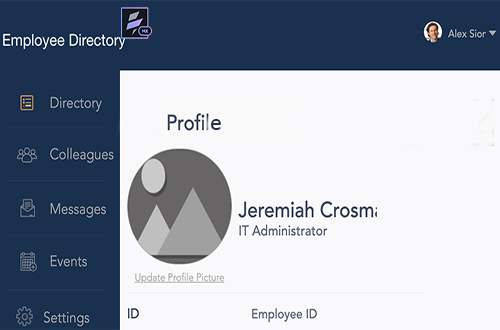 HX
Employee Directory
Alex Sior
Directory
Colleagues
Messages
Events
Settings
Profile
Jeremiah Crosma
IT Administrator
Update Profile Picture
ID
Employee ID